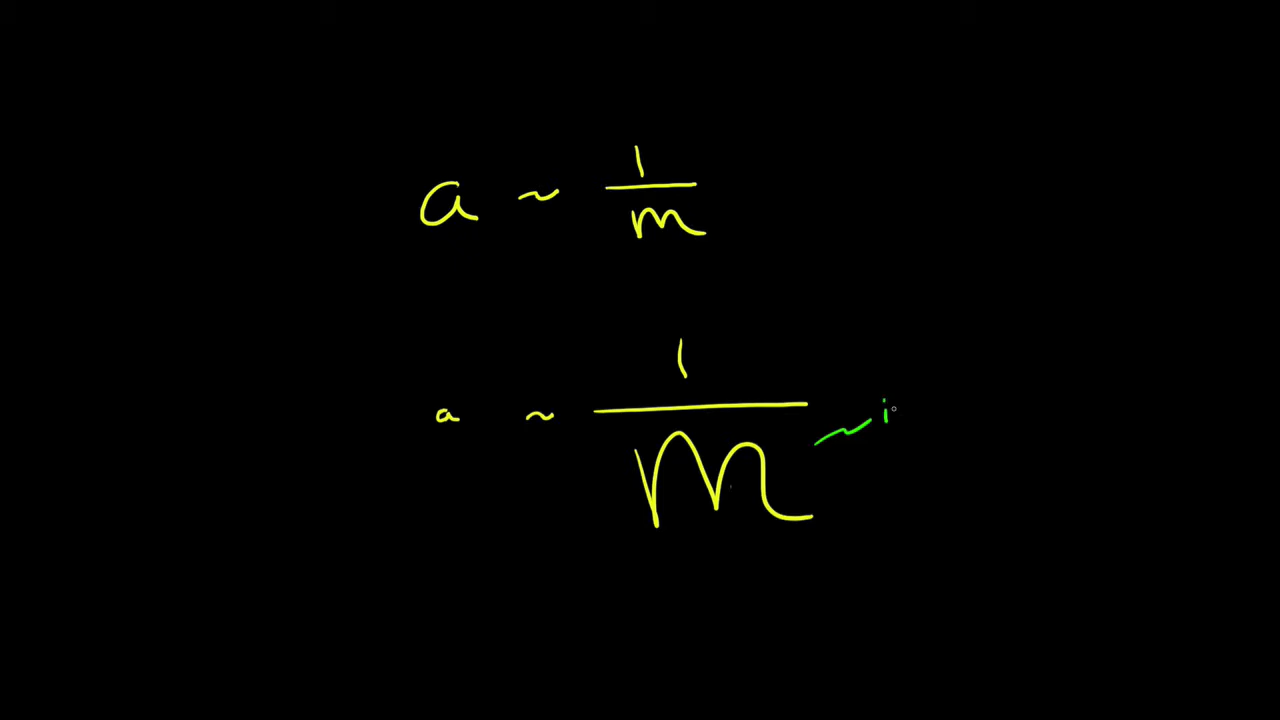 a ~ 1/m
a ~ 1/m ~ i